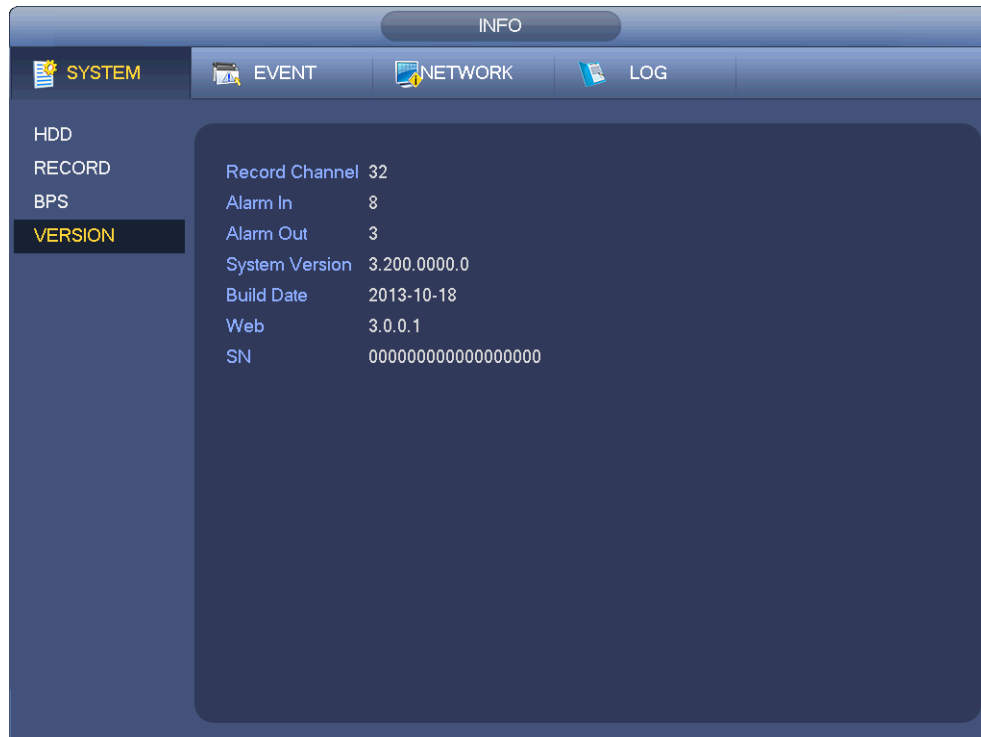 INFO
SYSTEM EVENT NETWORK LOG
HDD
RECORD
BPS
VERSION
Record Channel 32
Alarm In 8
Alarm Out 3
System Version 3.200.0000.0
Build Date 2013-10-18
Web 3.0.0.1
SN 000000000000000000